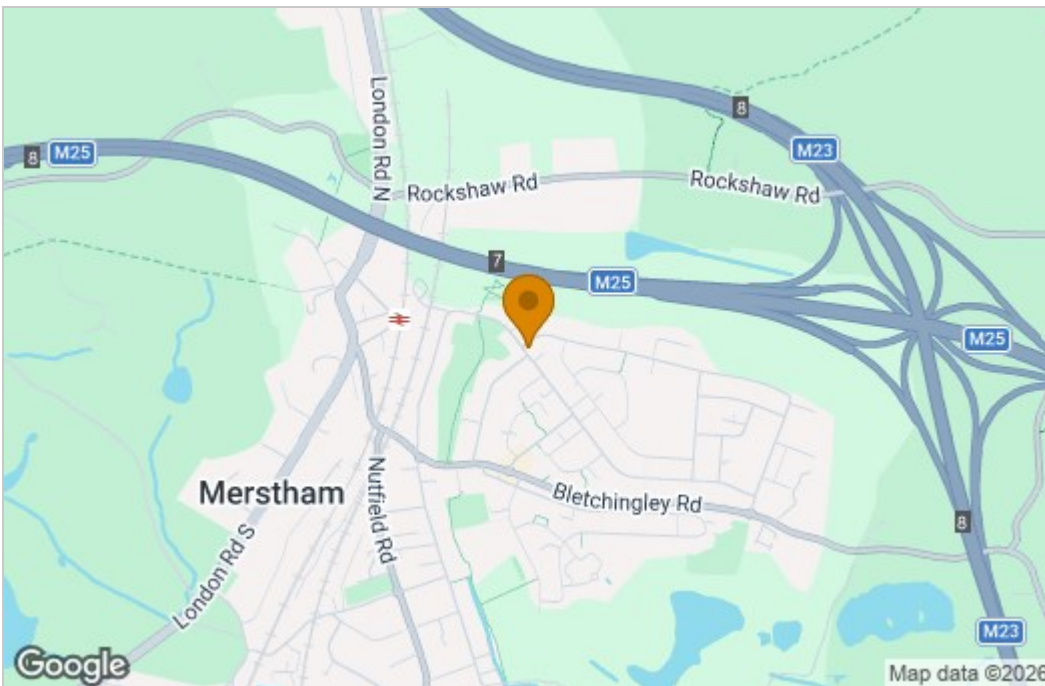 8
M23
London Rd N
8
M25
Rockshaw Rd
Rockshaw Rd
7
M25
M25
Merstham
Nutfield Rd
Bletchingley Rd
London Rd S
8
M23
Google
Map data ©2026